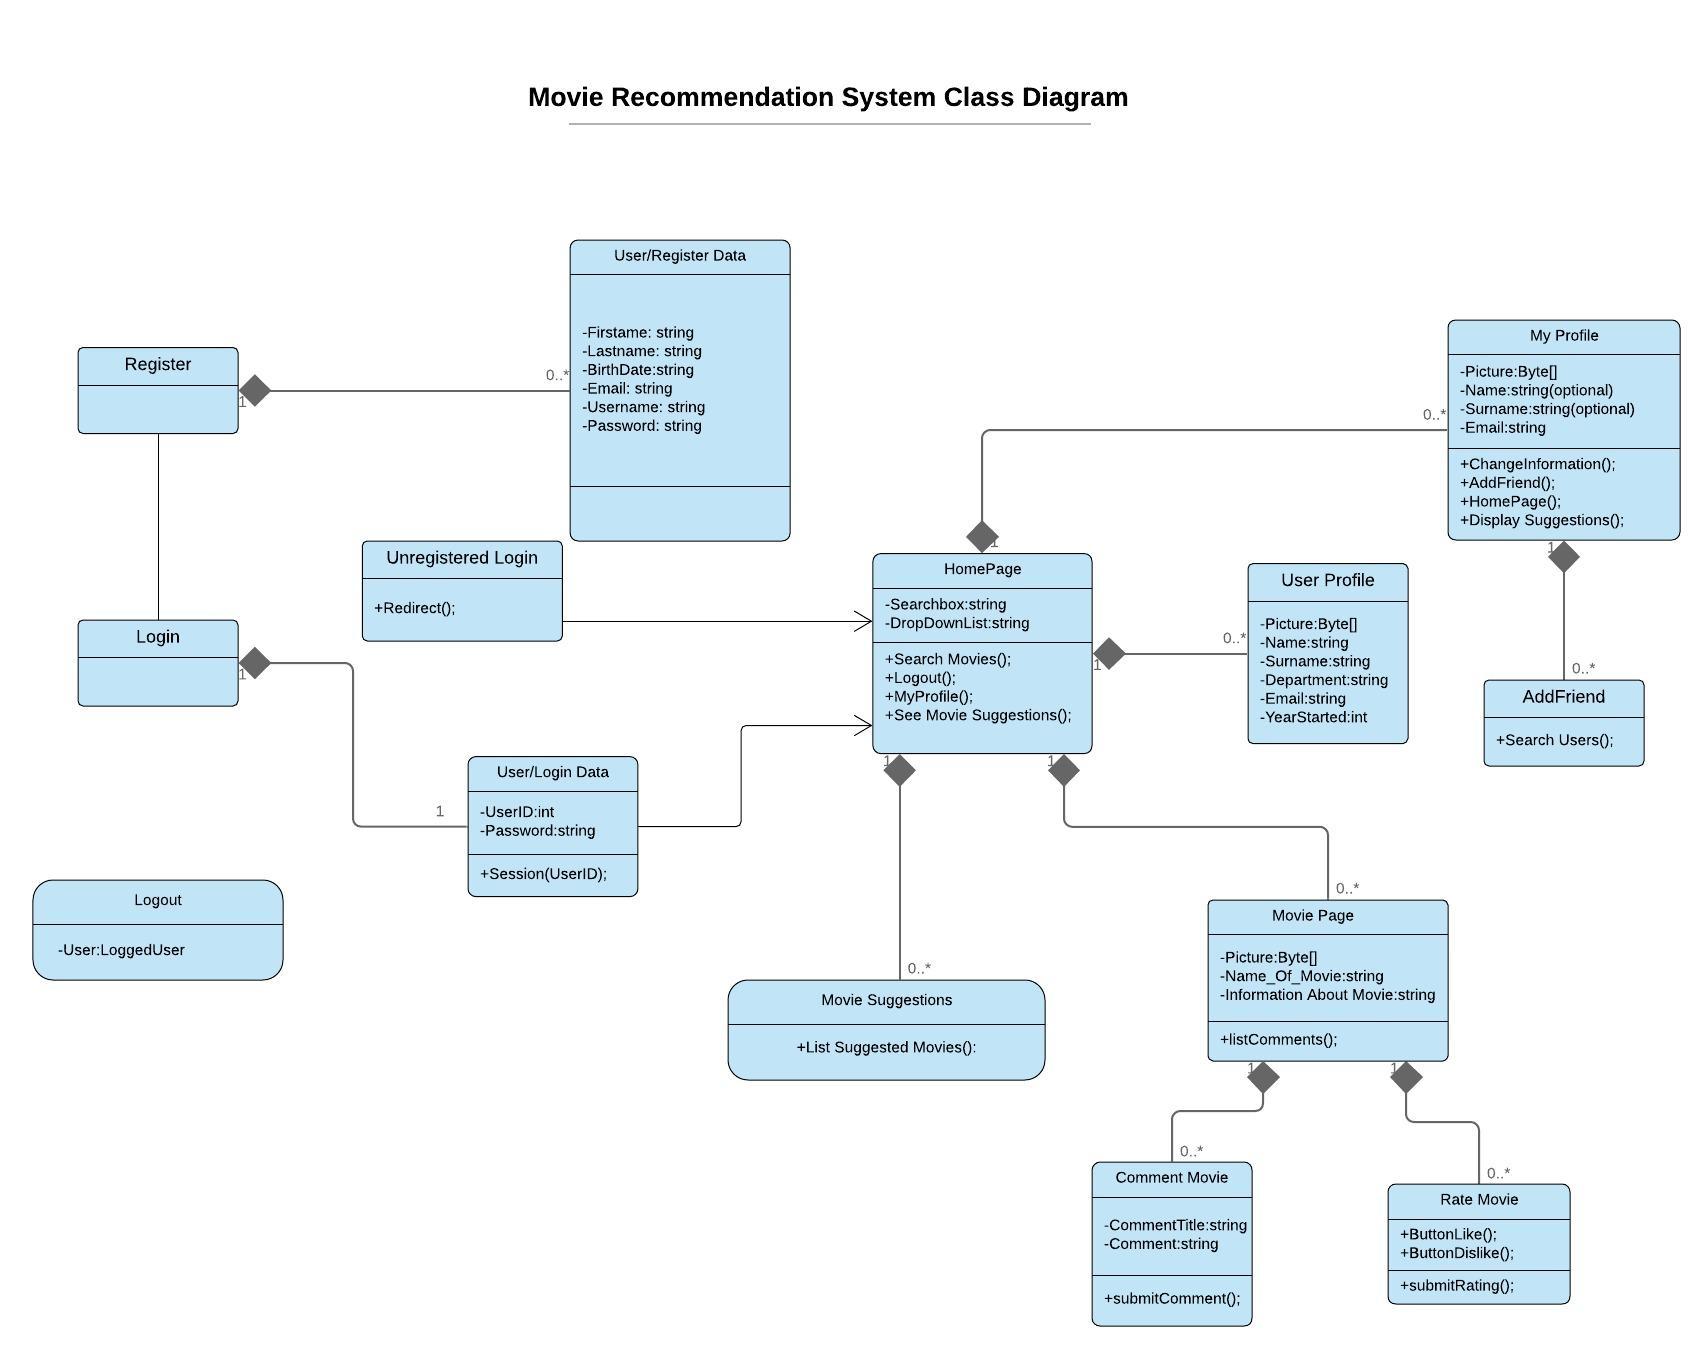 Movie Recommendation System Class Diagram
User/Register Data
-Firstame: string
-Lastname: string
-BirthDate:string
-Email: string
-Username: string
-Password: string
Register
1
0..*
My Profile
-Picture:Byte[]
-Name:string(optional)
-Surname:string(optional)
-Email:string
+ChangeInformation();
+AddFriend();
+HomePage();
+Display Suggestions();
0..*
1
1
Unregistered Login
+Redirect();
HomePage
-Searchbox:string
-DropDownList:string
+Search Movies();
+Logout();
+MyProfile();
+See Movie Suggestions();
1
0..*
User Profile
-Picture:Byte[]
-Name:string
-Surname:string
-Department:string
-Email:string
-YearStarted:int
0..*
AddFriend
+Search Users();
Login
1
1
User/Login Data
-UserID:int
-Password:string
+Session(UserID);
1
1
Logout
-User:LoggedUser
0..*
Movie Suggestions
+List Suggested Movies():
0..*
Movie Page
-Picture:Byte[]
-Name_Of_Movie:string
-Information About Movie:string
+listComments();
1
1
0..*
Comment Movie
-CommentTitle:string
-Comment:string
+submitComment();
0..*
Rate Movie
+ButtonLike();
+ButtonDislike();
+submitRating();